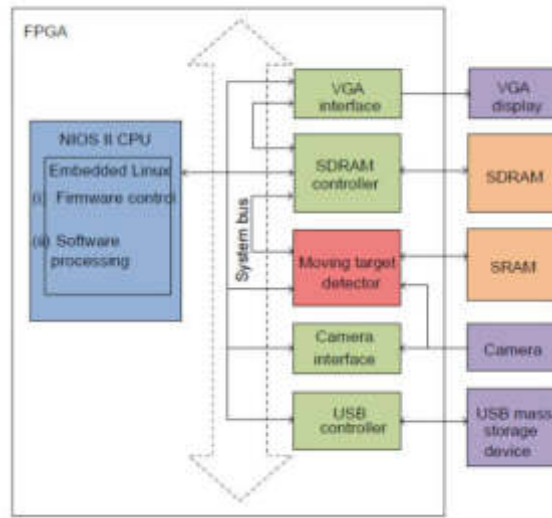 FPGA
NIOS II CPU
Embedded Linux
(i) Firmware control
(ii) Software
processing
System bus
VGA
interface
SDRAM
controller
Moving target
detector
Camera
interface
USB
controller
VGA
display
SDRAM
SRAM
Camera
USB mass
storage
device